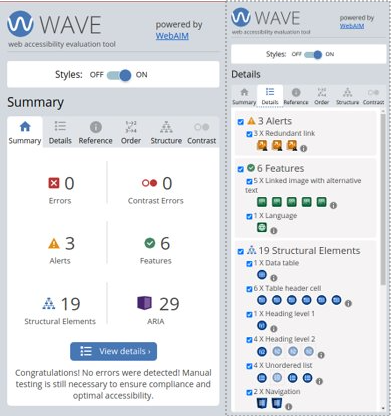 WAVE
web accessibility evaluation tool
powered by
WebAIM
Styles: OFF ON
Summary
Summary Details Reference Order Structure Contrast
0
Errors
0
Contrast Errors
3
Alerts
6
Features
19
Structural Elements
29
ARIA
View details ›
Congratulations! No errors were detected! Manual
testing is still necessary to ensure compliance and
optimal accessibility.
WAVE
web accessibility evaluation tool
powered by
WebAIM
Styles: OFF ON
Details
Summary Details Reference Order Structure Contrast
3 Alerts
3 X Redundant link
6 Features
5 X Linked image with alternative
text
1 X Language
19 Structural Elements
1 X Data table
6 X Table header cell
1 X Heading level 1
4 X Heading level 2
4 X Unordered list
2 X Navigation